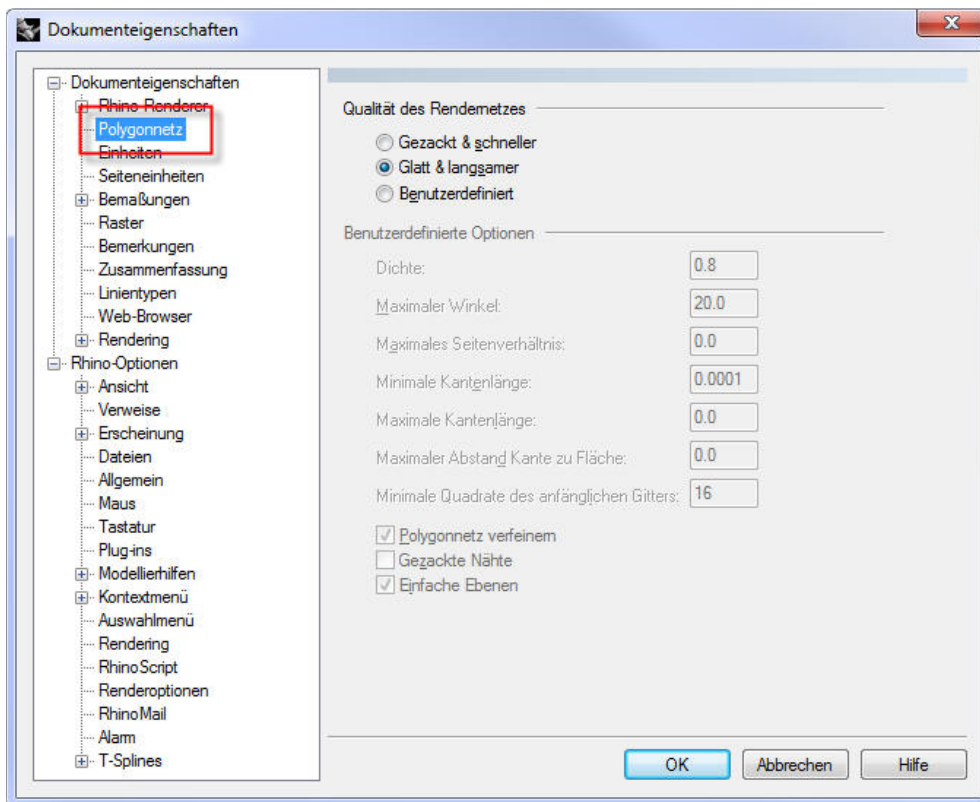 Dokumenteigenschaften
Dokumenteigenschaften
Rhino-Renderer
Polygonnetz
Einheiten
Seiteneinheiten
Bemaßungen
Raster
Bemerkungen
Zusammenfassung
Linientypen
Web-Browser
Rendering
Rhino-Optionen
Ansicht
Verweise
Erscheinung
Dateien
Allgemein
Maus
Tastatur
Plug-ins
Modellierhilfen
Kontextmenü
Auswahlmenü
Rendering
RhinoScript
Renderoptionen
RhinoMail
Alarm
T-Splines
Qualität des Rendernetzes
Gezackt & schneller
Glatt & langsamer
Benutzerdefiniert
Benutzerdefinierte Optionen
Dichte: 0.8
Maximaler Winkel: 20.0
Maximales Seitenverhältnis: 0.0
Minimale Kantenlänge: 0.0001
Maximale Kantenlänge: 0.0
Maximaler Abstand Kante zu Fläche: 0.0
Minimale Quadrate des anfänglichen Gitters: 16
Polygonnetz verfeinern
Gezackte Nähte
Einfache Ebenen
OK Abbrechen Hilfe